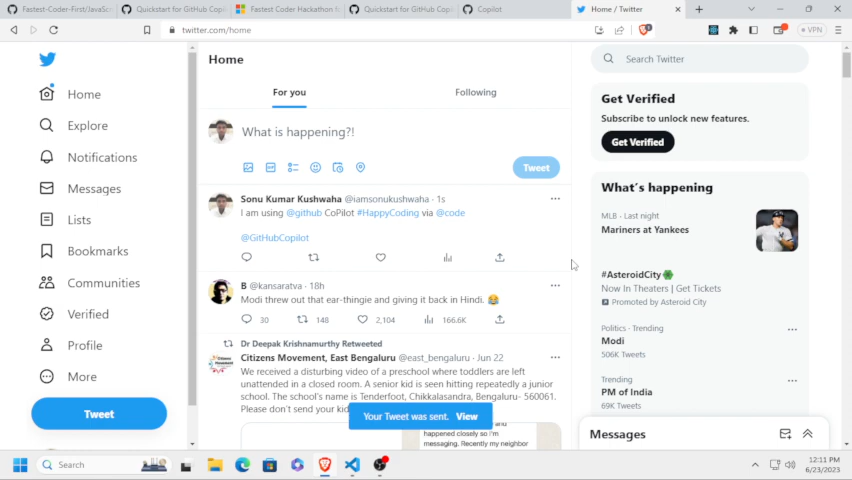 Fastest-Coder-First/JavaScr
Quickstart for GitHub Copil
Fastest Coder Hackathon fi
Quickstart for GitHub Copil
Copilot
Home / Twitter
twitter.com/home
VPN
Home
Explore
Notifications
Messages
Lists
Bookmarks
Communities
Verified
Profile
More
Tweet
Home
For you
Following
What is happening?!
GIF
Tweet
Sonu Kumar Kushwaha @iamsonukushwaha · 1s
I am using @github CoPilot #HappyCoding via @code
@GitHubCopilot
B @kansaratva · 18h
Modi threw out that ear-thingie and giving it back in Hindi. 😂
30 148 2,104 166.6K
Dr Deepak Krishnamurthy Retweeted
Citizens Movement, East Bengaluru @east_bengaluru · Jun 22
We received a disturbing video of a preschool where toddlers are left
unattended in a closed room. A senior kid is seen hitting repeatedly a junior
school. The school's name is Tenderfoot, Chikkalasandra, Bengaluru- 560061.
Please don't send your kid
Your Tweet was sent. View
and
happened closely so I'm
messaging. Recently my neighbor
Search Twitter
Get Verified
Subscribe to unlock new features.
Get Verified
What's happening
MLB · Last night
Mariners at Yankees
#AsteroidCity
Now In Theaters | Get Tickets
Promoted by Asteroid City
Politics · Trending
Modi
506K Tweets
Trending
PM of India
69K Tweets
Messages
Search
12:11 PM
6/23/2023